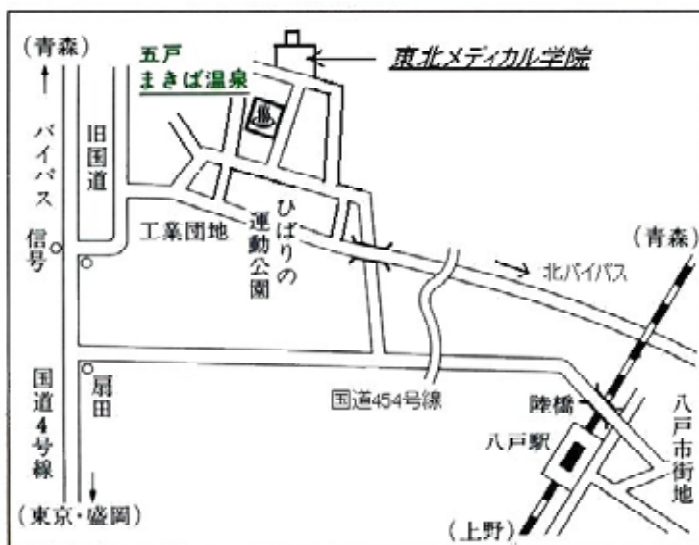 (青森)
五戸
まきば温泉
東北メディカル学院
バイパス
旧国道
信号
工業団地
ひばりの
運動公園
(青森)
北バイパス
国道4号線
扇田
国道454号線
陸橋
八戸駅
八戸市街地
(東京・盛岡)
(上野)